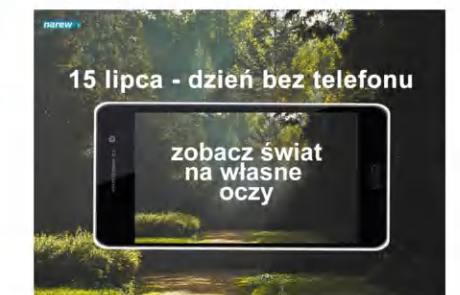 narew
15 lipca - dzień bez telefonu
zobacz świat
na własne
oczy